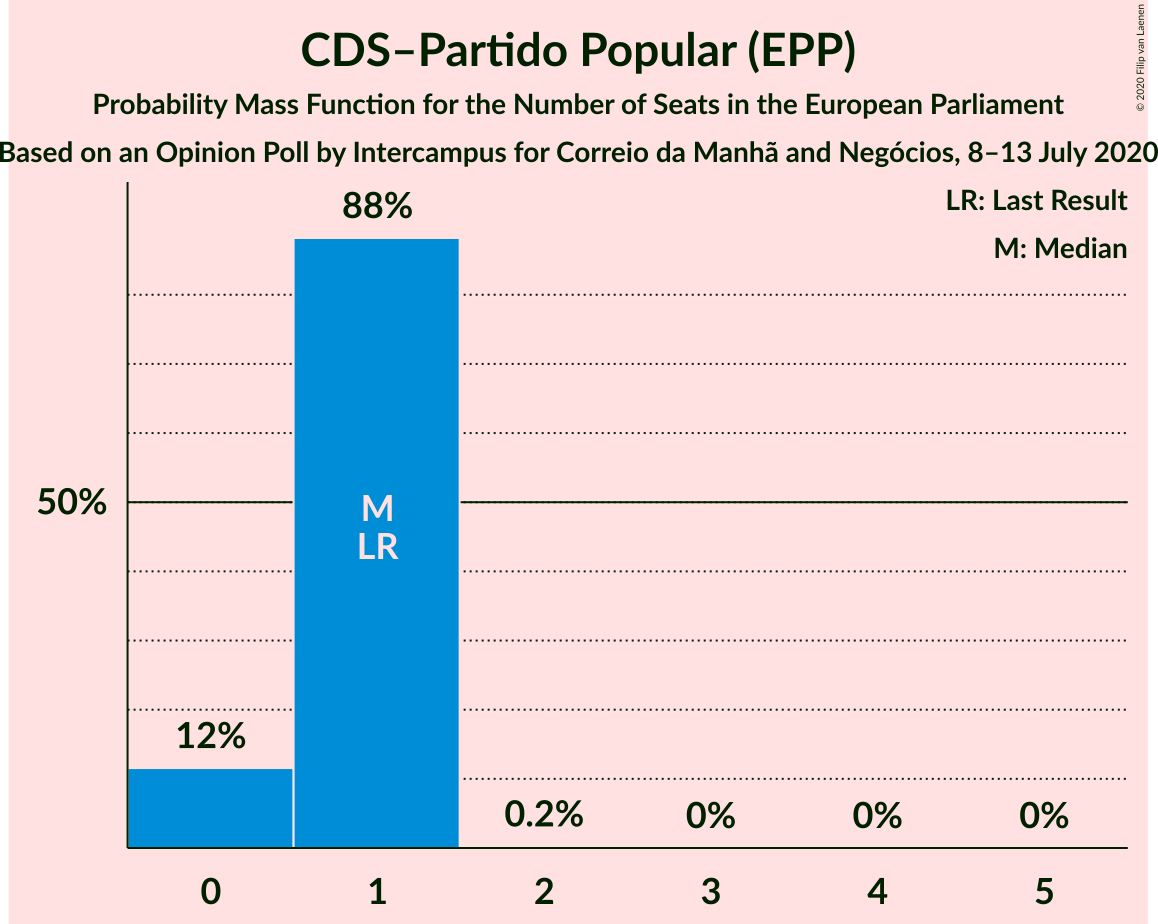 CDS–Partido Popular (EPP)
Probability Mass Function for the Number of Seats in the European Parliament
Based on an Opinion Poll by Intercampus for Correio da Manhã and Negócios, 8–13 July 2020
© 2020 Filip van Laenen
LR: Last Result
M: Median
88%
50%
M
LR
12%
0.2%
0%
0%
0%
0
1
2
3
4
5